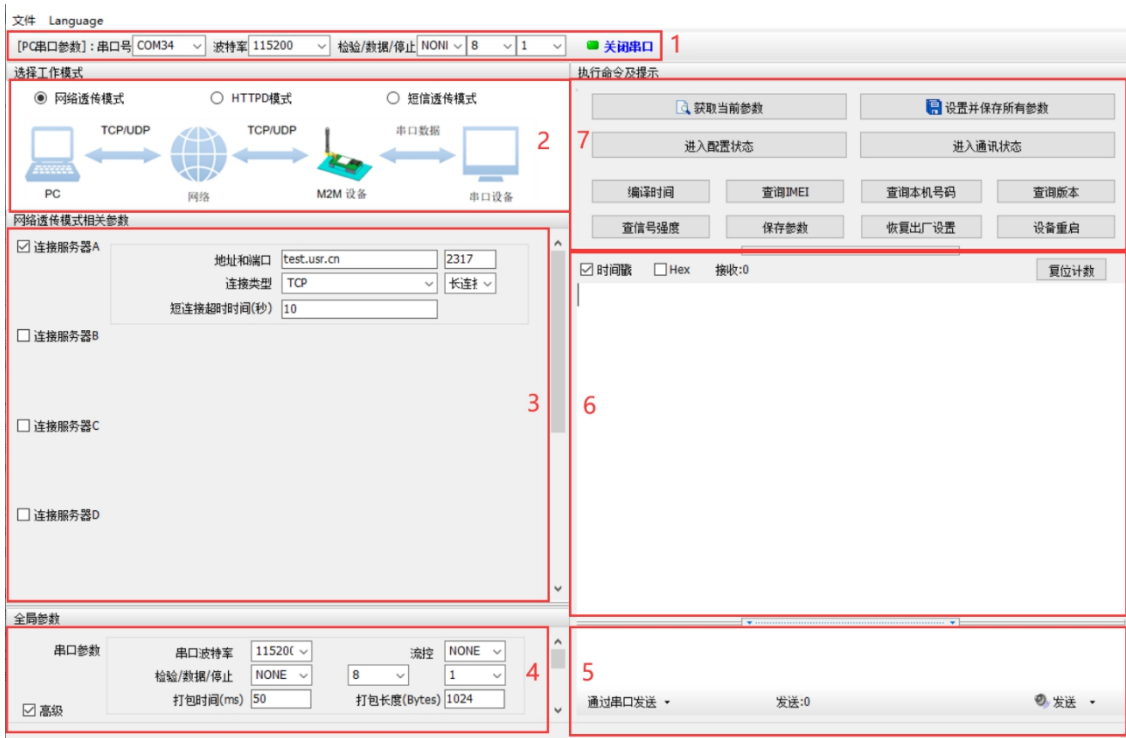 文件 Language
[PC串口参数]：串口号 COM34 波特率 115200 检验/数据/停止 NONI 8 1 关闭串口 1
选择工作模式
网络透传模式 HTTPD模式 短信透传模式
TCP/UDP TCP/UDP 串口数据 2
PC 网络 M2M 设备 串口设备
网络透传模式相关参数
连接服务器A
地址和端口 test.usr.cn 2317
连接类型 TCP 长连接
短连接超时时间(秒) 10
连接服务器B
3
连接服务器C
连接服务器D
全局参数
串口参数 串口波特率 11520( 流控 NONE
检验/数据/停止 NONE 8 1 4
打包时间(ms) 50 打包长度(Bytes) 1024
高级
执行命令及提示
获取当前参数 设置并保存所有参数
7 进入配置状态 进入通讯状态
编译时间 查询IMEI 查询本机号码 查询版本
查信号强度 保存参数 恢复出厂设置 设备重启
时间戳 Hex 接收:0 复位计数
6
5
通过串口发送 发送:0 发送